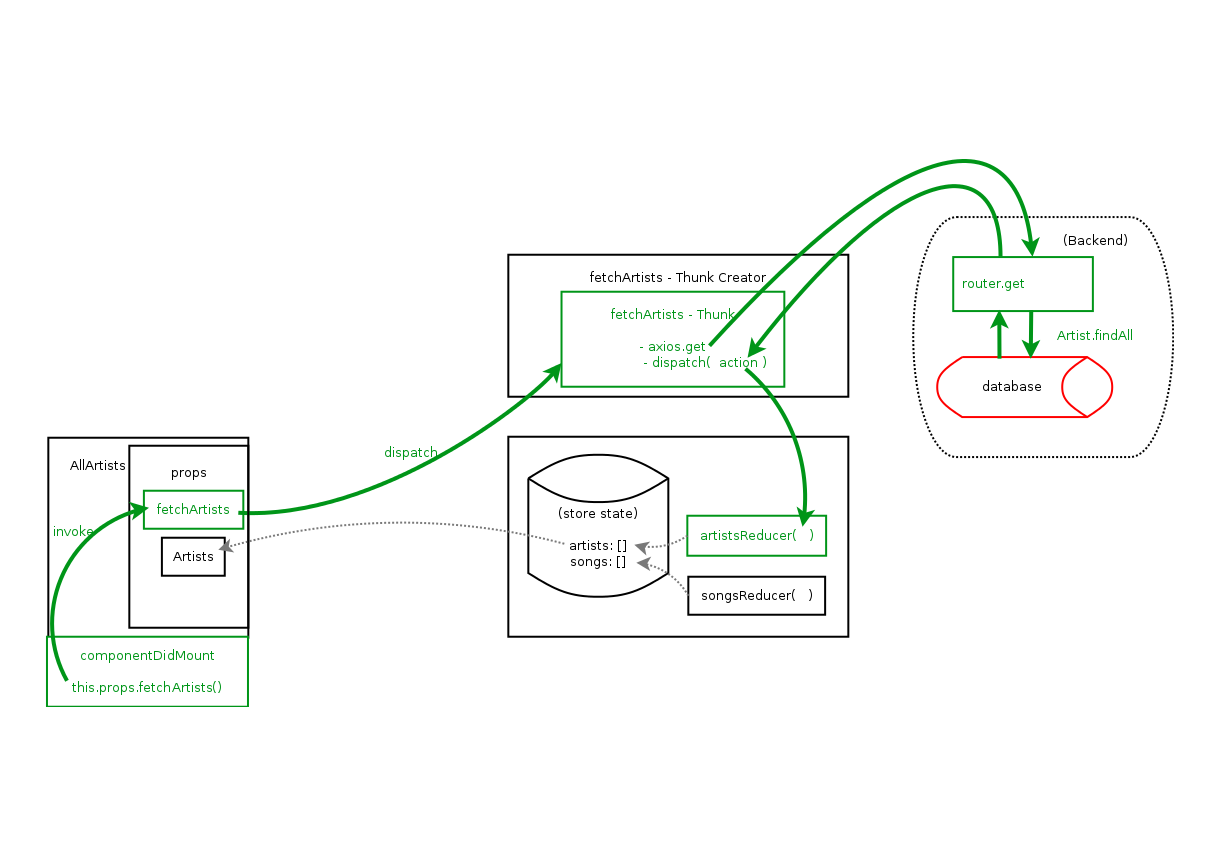 (Backend)
router.get
Artist.findAll
database
fetchArtists - Thunk Creator
fetchArtists - Thunk
- axios.get
- dispatch(  action )
dispatch
AllArtists
props
fetchArtists
invoke
Artists
componentDidMount
this.props.fetchArtists()
(store state)
artists: []
songs: []
artistsReducer(   )
songsReducer(   )